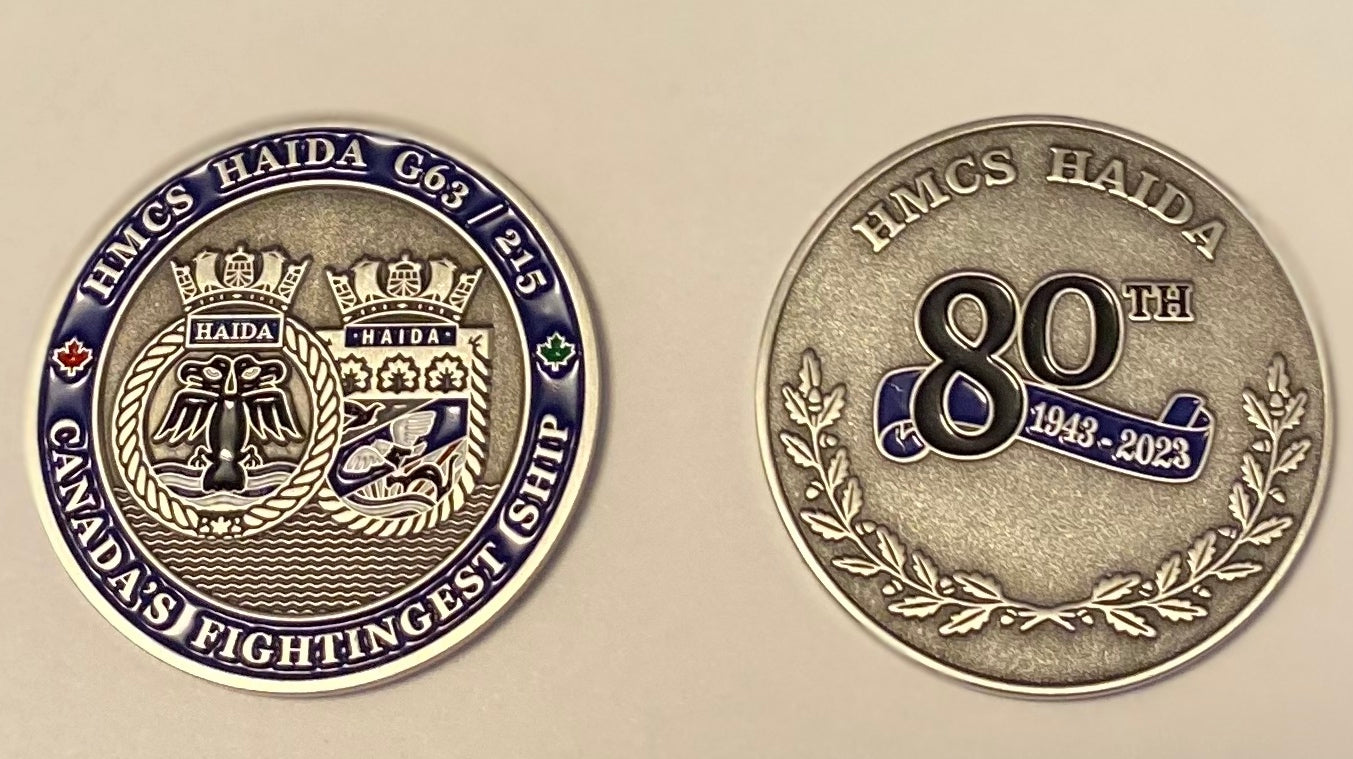 HMCS HAIDA G63 / 215
HAIDA
·HAIDA·
CANADA'S FIGHTINGEST SHIP
HMCS HAIDA
80TH
1943-2023